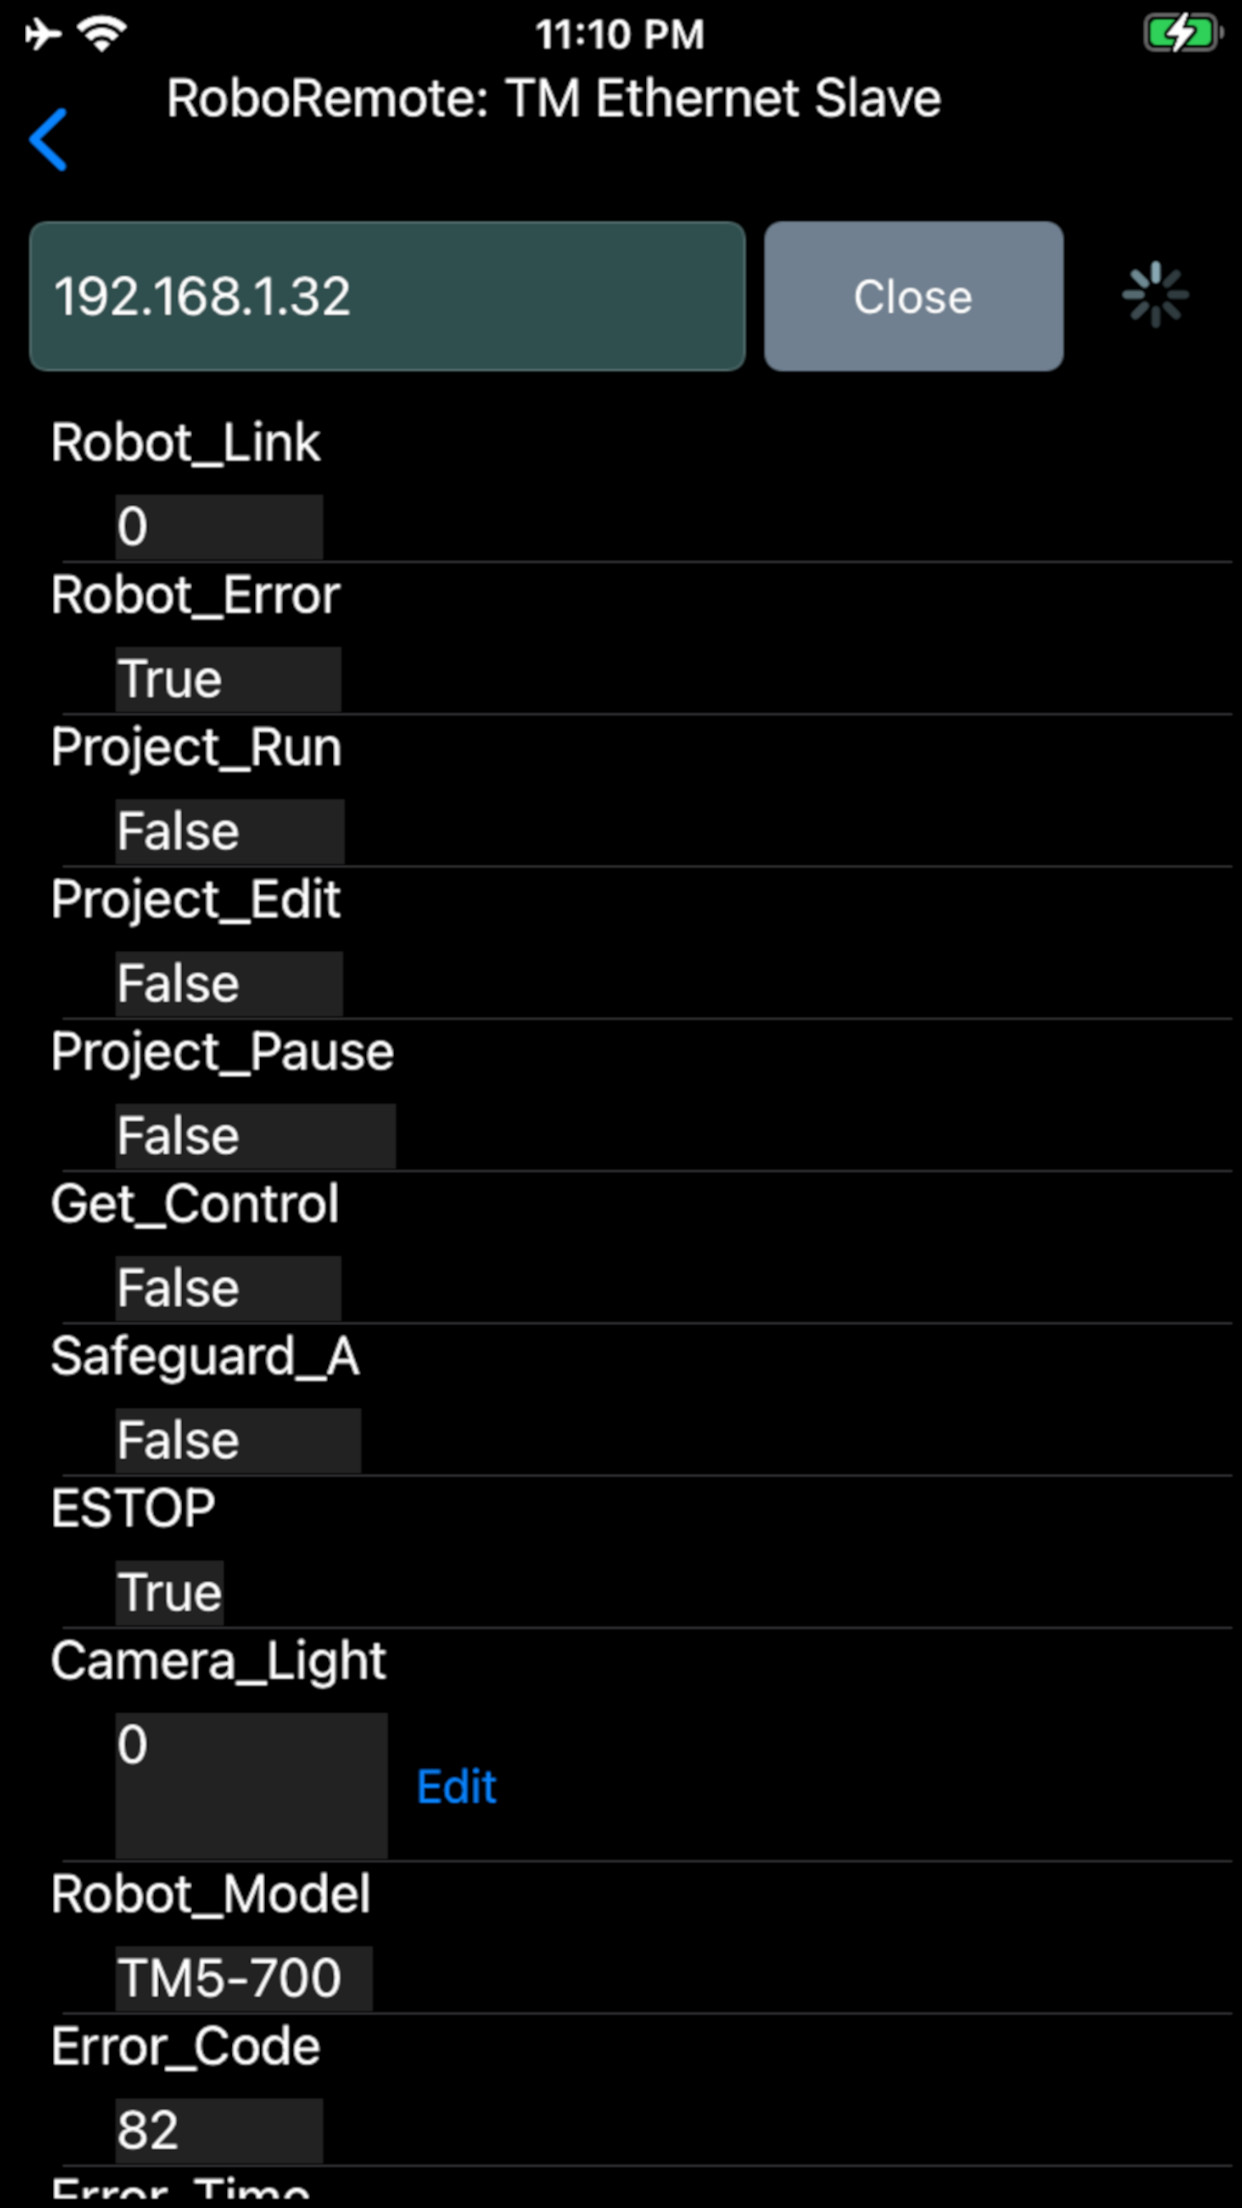 11:10 PM
RoboRemote: TM Ethernet Slave
192.168.1.32
Close
Robot_Link
0
Robot_Error
True
Project_Run
False
Project_Edit
False
Project_Pause
False
Get_Control
False
Safeguard_A
False
ESTOP
True
Camera_Light
0
Edit
Robot_Model
TM5-700
Error_Code
82
Error_Time